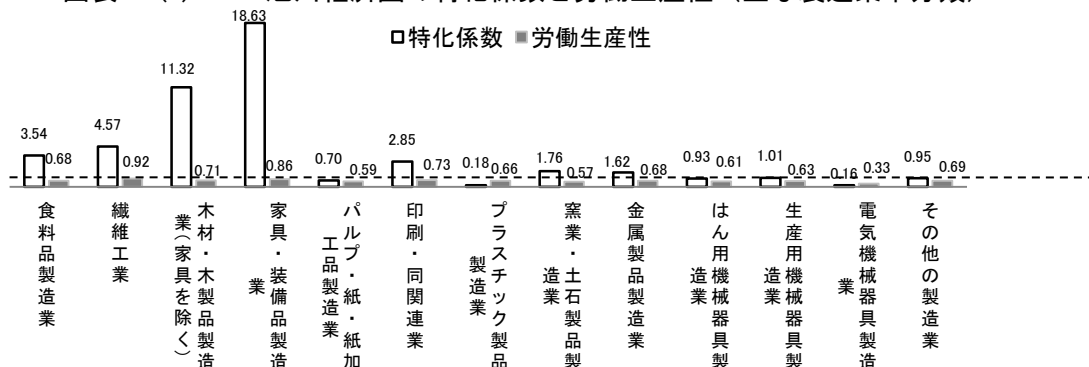 □特化係数 ■労働生産性
3.54
0.68
4.57
0.92
11.32
0.71
18.63
0.86
0.70
0.59
2.85
0.73
0.18
0.66
1.76
0.57
1.62
0.68
0.93
0.61
1.01
0.63
0.16
0.33
0.95
0.69
食料品製造業
繊維工業
木材・木製品製造
業(家具を除く)
家具・装備品製造
業
パルプ・紙・紙加
工品製造業
印刷・同関連業
プラスチック製品
製造業
窯業・土石製品製
造業
金属製品製造業
はん用機械器具製
造業
生産用機械器具製
造業
電気機械器具製造
業
その他の製造業